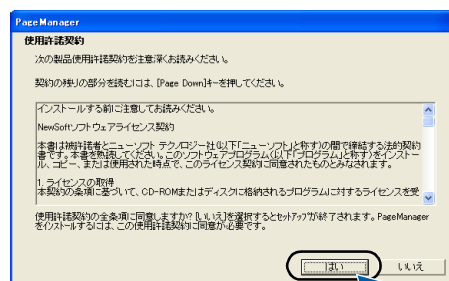 PageManager
使用許諾契約
次の製品使用許諾契約を注意深くお読みください。
契約の残りの部分を読むには、[Page Down]キーを押してください。
インストールする前に注意してお読みください。
NewSoftソフトウェアライセンス契約
本書は被許諾者とニューソフト テクノロジー社(以下「ニューソフト」と称す)の間で締結する法的契約
書です。本書を熟読してください。このソフトウェアプログラム(以下「プログラム」と称す)をインストー
ル、コピー、または使用された時点で、このライセンス契約に同意したものとみなされます。
1. ライセンスの取得
本契約の条項に基づいて、CD-ROMまたはディスクに格納されるプログラムに対するライセンスを受
使用許諾契約の全条項に同意しますか? [いいえ]を選択するとセットアップが終了されます。PageManager
をインストールするには、この使用許諾契約に同意が必要です。
はい
いいえ